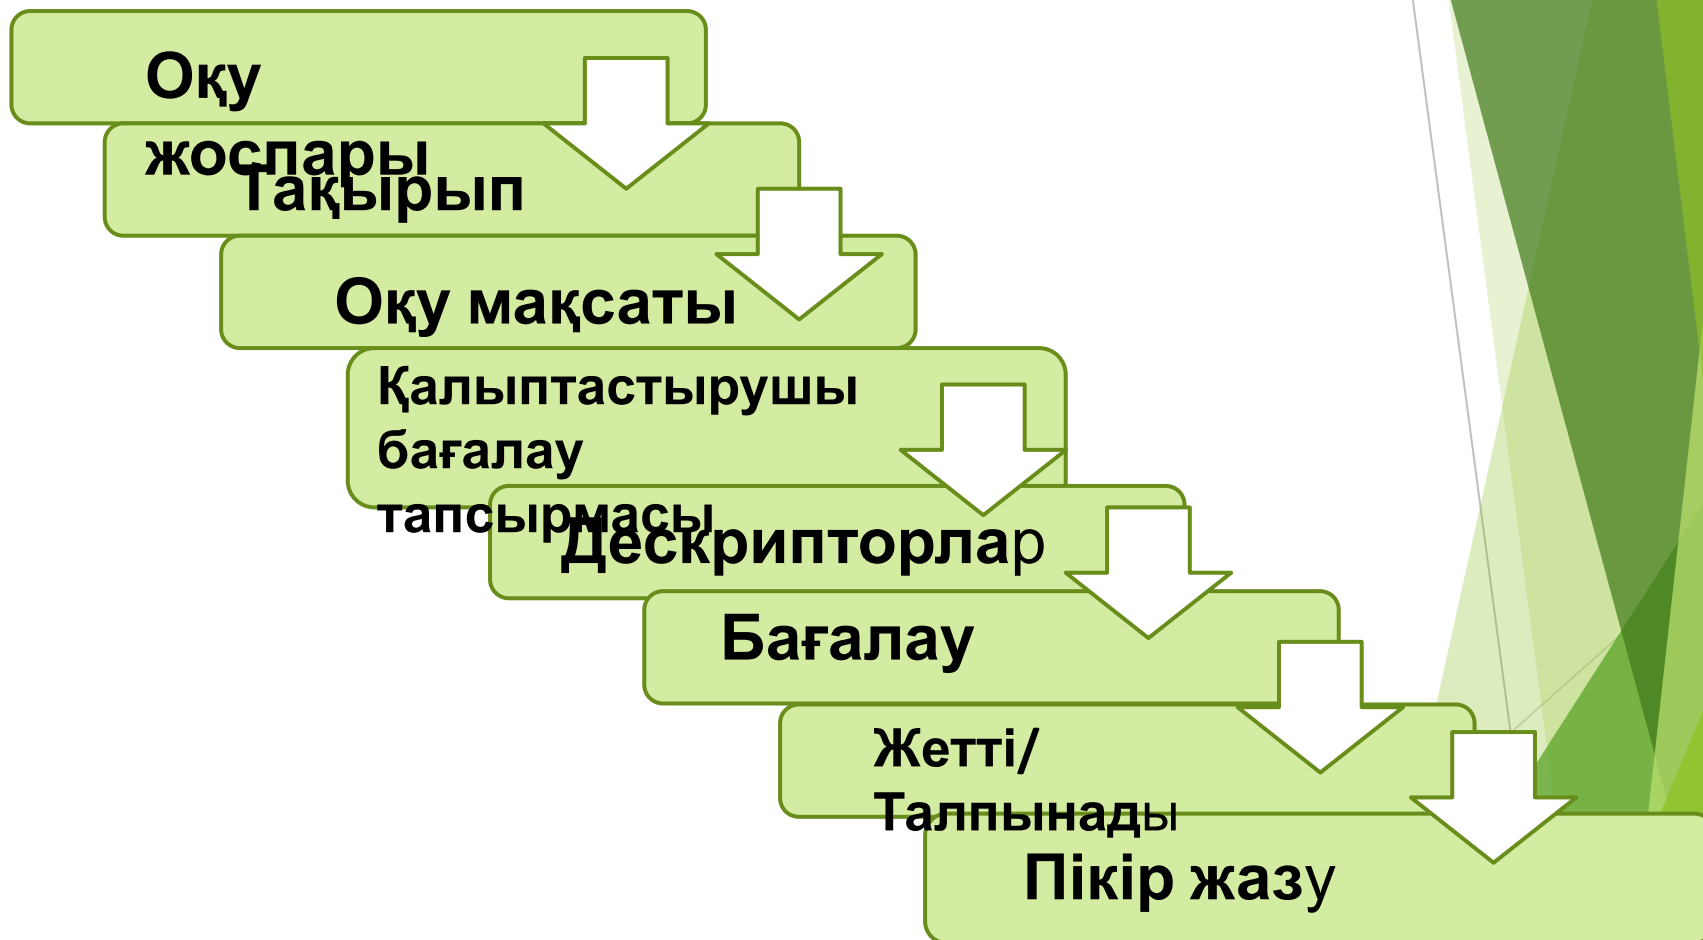 Оқу
жоспары
Тақырып
Оқу мақсаты
Қалыптастырушы
бағалау
тапсырмасы
Дескрипторлар
Бағалау
Жетті/
Талпынады
Пікір жазу